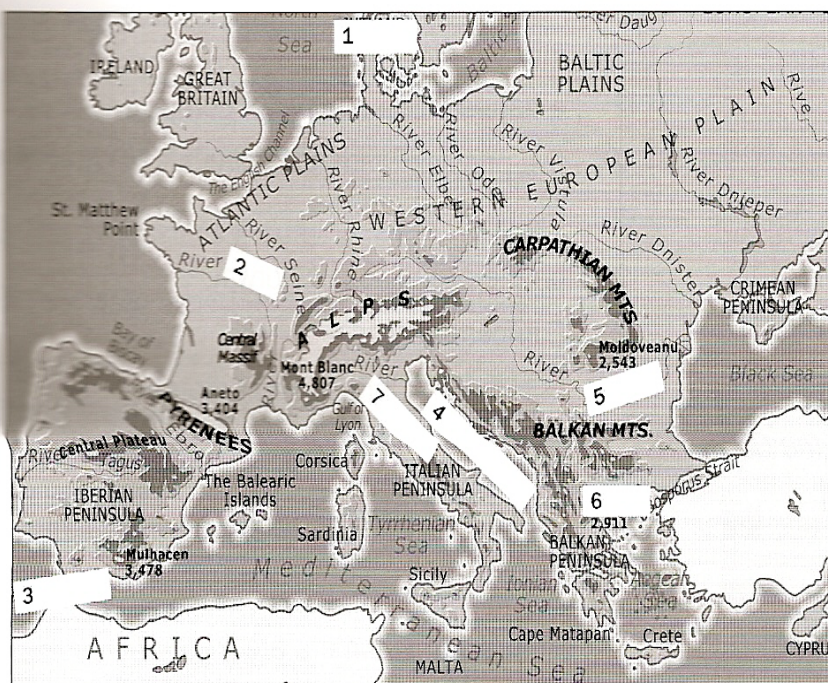 1
North
Sea
Baltic
IRELAND
GREAT
BRITAIN
BALTIC
PLAINS
The English Channel
ATLANTIC PLAINS
WESTERN EUROPEAN PLAIN
River Elbe
River Oder
River Vistula
River
River Dnieper
River Dnister
St. Matthew
Point
River Seine
River Rhine
River
2
CARPATHIAN MTS
CRIMEAN
PENINSULA
ALPS
Central
Massif
Mont Blanc
4,807
River
River
Moldoveanu
2,543
5
Black Sea
Bay of
Biscay
Aneto
3,404
River
PYRENEES
Gulf of
Lyon
7
4
BALKAN MTS.
Central Plateau
River
Tagus
Ebro
IBERIAN
PENINSULA
The Balearic
Islands
Corsica
ITALIAN
PENINSULA
Sardinia
Tyrrhenian
Sea
6
2,911
Bosporus Strait
BALKAN
PENINSULA
Mulhacen
3,478
Mediterranean Sea
Sicily
Ionian
Sea
Aegean
Sea
3
AFRICA
Cape Matapan
Crete
MALTA